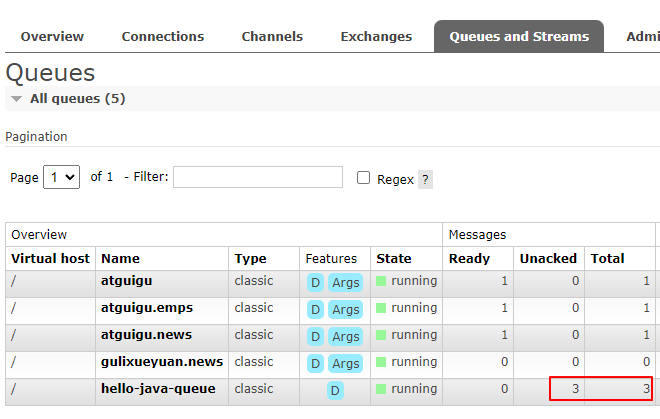 Overview Connections Channels Exchanges Queues and Streams Admi
Queues
All queues (5)
Pagination
Page 1 of 1 - Filter: Regex ?
Overview Messages
Virtual host Name Type Features State Ready Unacked Total
/ atguigu classic D Args running 1 0 1
/ atguigu.emps classic D Args running 1 0 1
/ atguigu.news classic D Args running 1 0 1
/ gulixueyuan.news classic D Args running 0 0 0
/ hello-java-queue classic D running 0 3 3